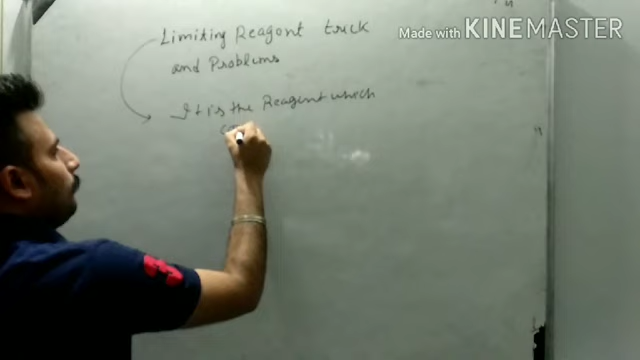 Limiting Reagent trick
and Problems
It is the Reagent which
Made with KINEMASTER